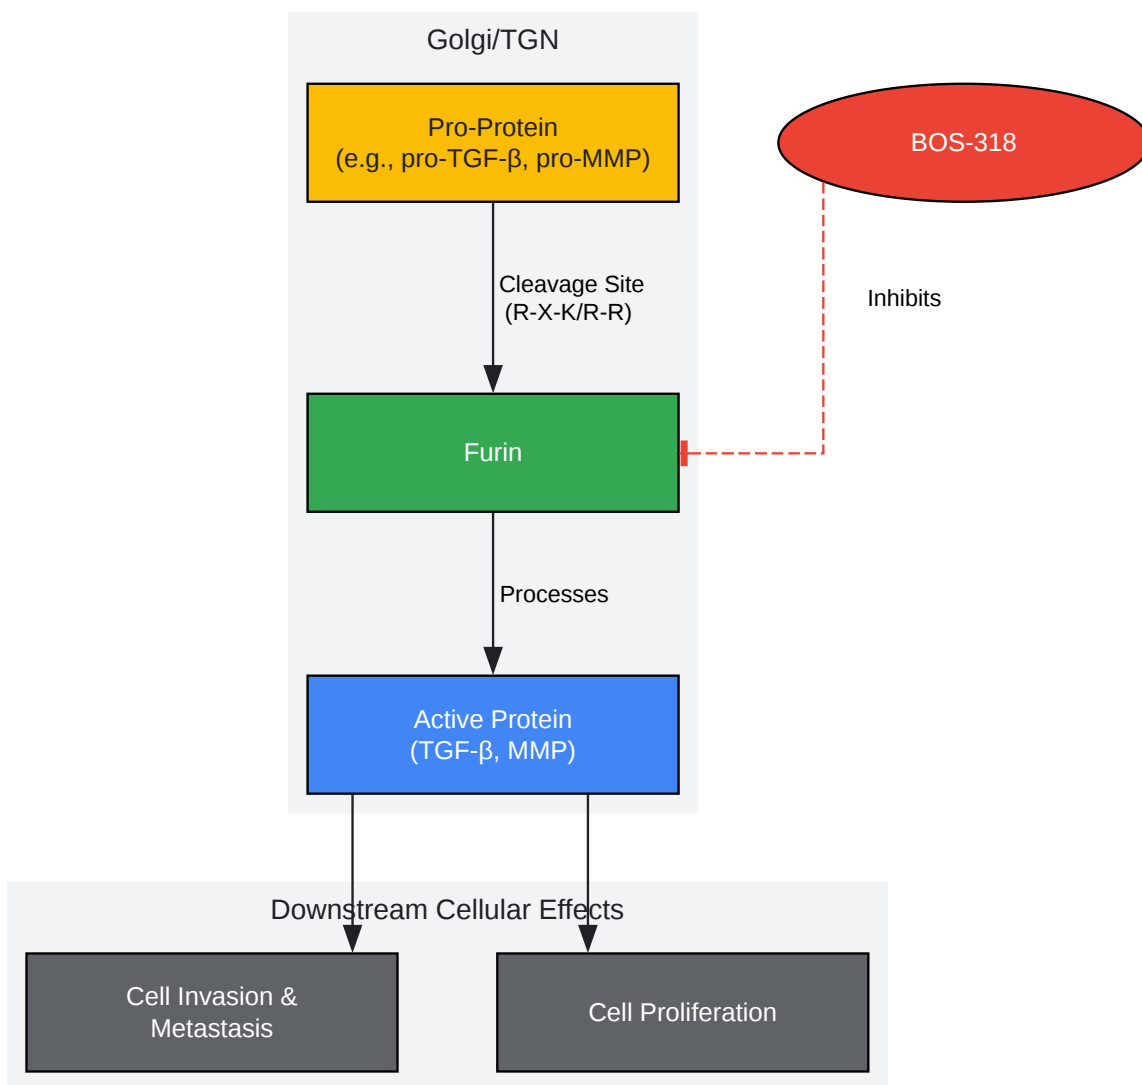 Golgi/TGN
Pro-Protein
(e.g., pro-TGF-β, pro-MMP)
BOS-318
Cleavage Site
(R-X-K/R-R)
Inhibits
Furin
Processes
Active Protein
(TGF-β, MMP)
Downstream Cellular Effects
Cell Invasion &
Metastasis
Cell Proliferation